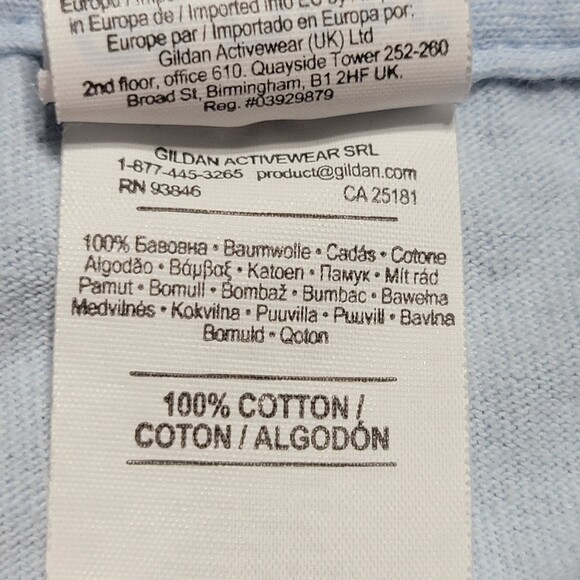 in Europa de / Imported into EU by
Europe par / Importado en Europa por:
Gildan Activewear (UK) Ltd
2nd floor, office 610. Quayside Tower 252-260
Broad St, Birmingham, B1 2HF UK.
Reg. #03929879
GILDAN ACTIVEWEAR SRL
1-877-445-3265 product@gildan.com
RN 93846 CA 25181
100% Бавовна • Baumwolle • Cadás • Cotone
Algodão • Βάμβαξ • Katoen • Памук • Mít rád
Pamut • Bomull • Bombaž • Bumbac • Bawełna
Medvilnės • Kokvilna • Puuvilla • Puuvill • Bavlna
Bomuld • Qoton
100% COTTON /
COTON / ALGODÓN